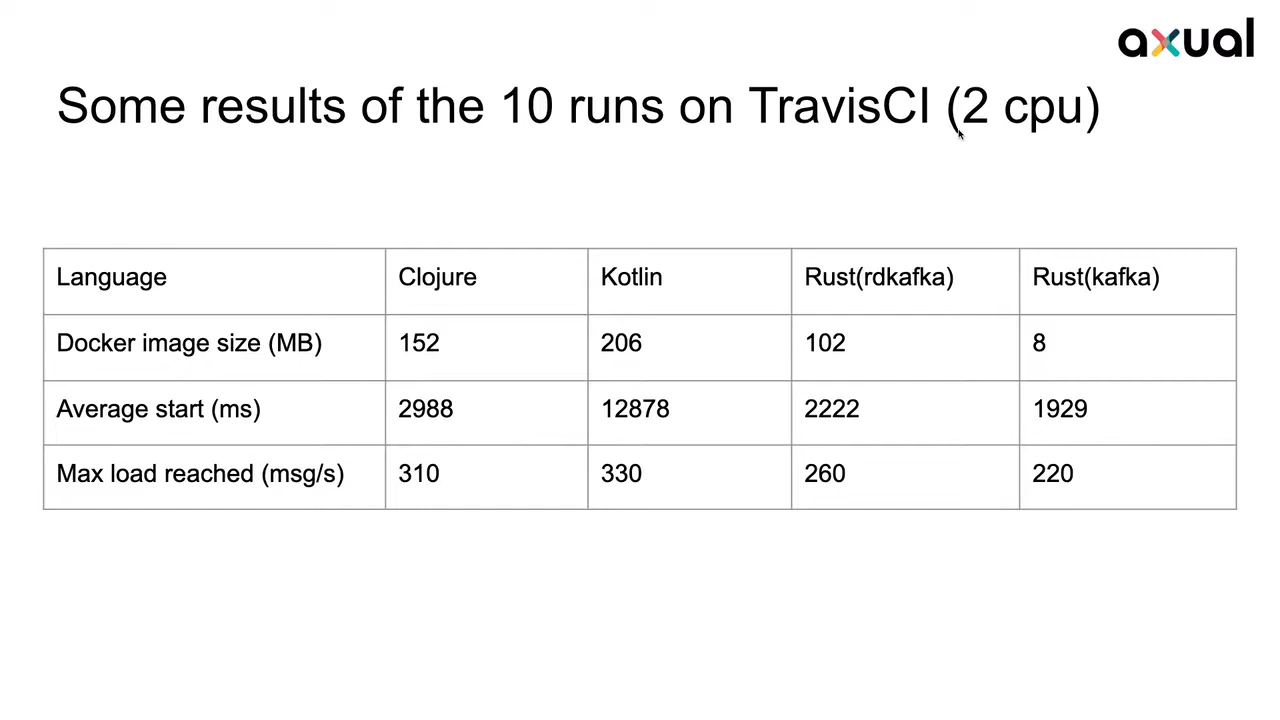 axual
Some results of the 10 runs on TravisCI (2 cpu)
Language Clojure Kotlin Rust(rdkafka) Rust(kafka)
Docker image size (MB) 152 206 102 8
Average start (ms) 2988 12878 2222 1929
Max load reached (msg/s) 310 330 260 220